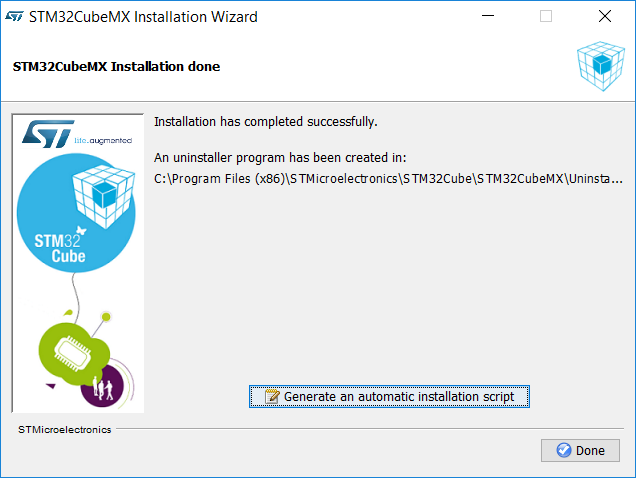 STM32CubeMX Installation Wizard
STM32CubeMX Installation done
ST life.augmented
Installation has completed successfully.
An uninstaller program has been created in:
C:\Program Files (x86)\STMicroelectronics\STM32Cube\STM32CubeMX\Uninsta...
STM32
Cube
Generate an automatic installation script
STMicroelectronics
Done